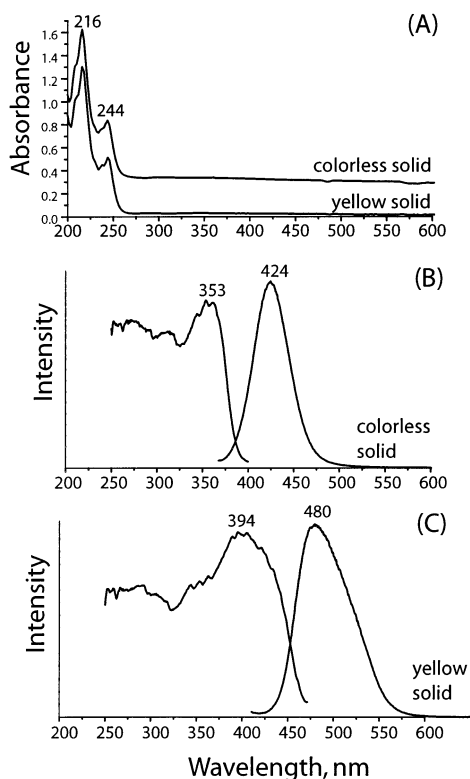 (A)
216
244
Absorbance
1.6
1.4
1.2
1.0
0.8
0.6
0.4
0.2
0.0
colorless solid
yellow solid
200 250 300 350 400 450 500 550 600
(B)
353
424
Intensity
colorless
solid
200 250 300 350 400 450 500 550 600
(C)
394
480
Intensity
yellow
solid
200 250 300 350 400 450 500 550 600
Wavelength, nm